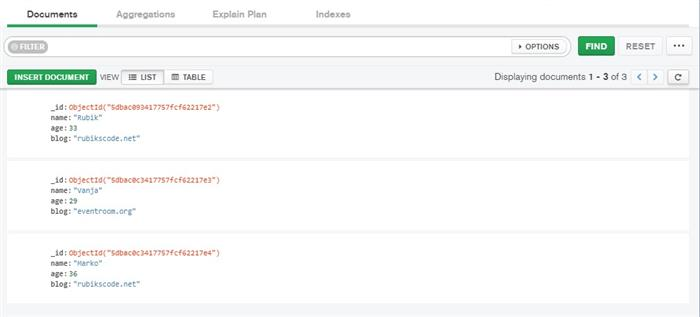 Documents Aggregations Explain Plan Indexes
FILTER OPTIONS FIND RESET ...
INSERT DOCUMENT VIEW LIST TABLE Displaying documents 1 - 3 of 3 < > C
_id: ObjectId("5dbac093417757fcf62217e2")
name: "Rubik"
age: 33
blog: "rubikscode.net"
_id: ObjectId("5dbac0c3417757fcf62217e3")
name: "Vanja"
age: 29
blog: "eventroom.org"
_id: ObjectId("5dbac0c3417757fcf62217e4")
name: "Marko"
age: 36
blog: "rubikscode.net"